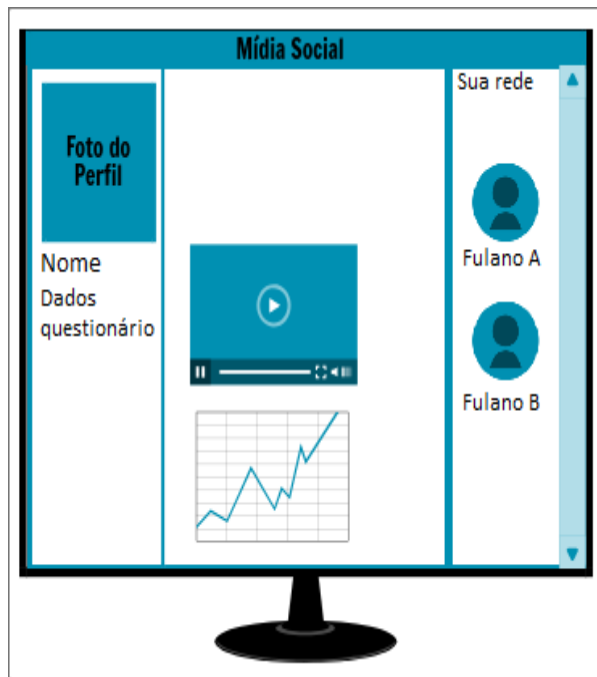 Mídia Social
Foto do
Perfil
Nome
Dados
questionário
Sua rede
Fulano A
Fulano B